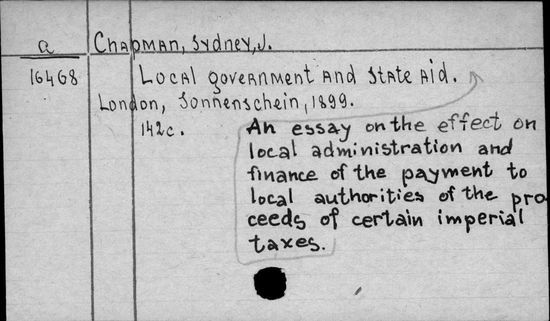 a
Chapman, Sydney, J.
16468
Local government and State aid.
London, Sonnenschein, 1899.
142c.
An essay on the effect on
local administration and
finance of the payment to
local authorities of the pro
ceeds of certain imperial
taxes.